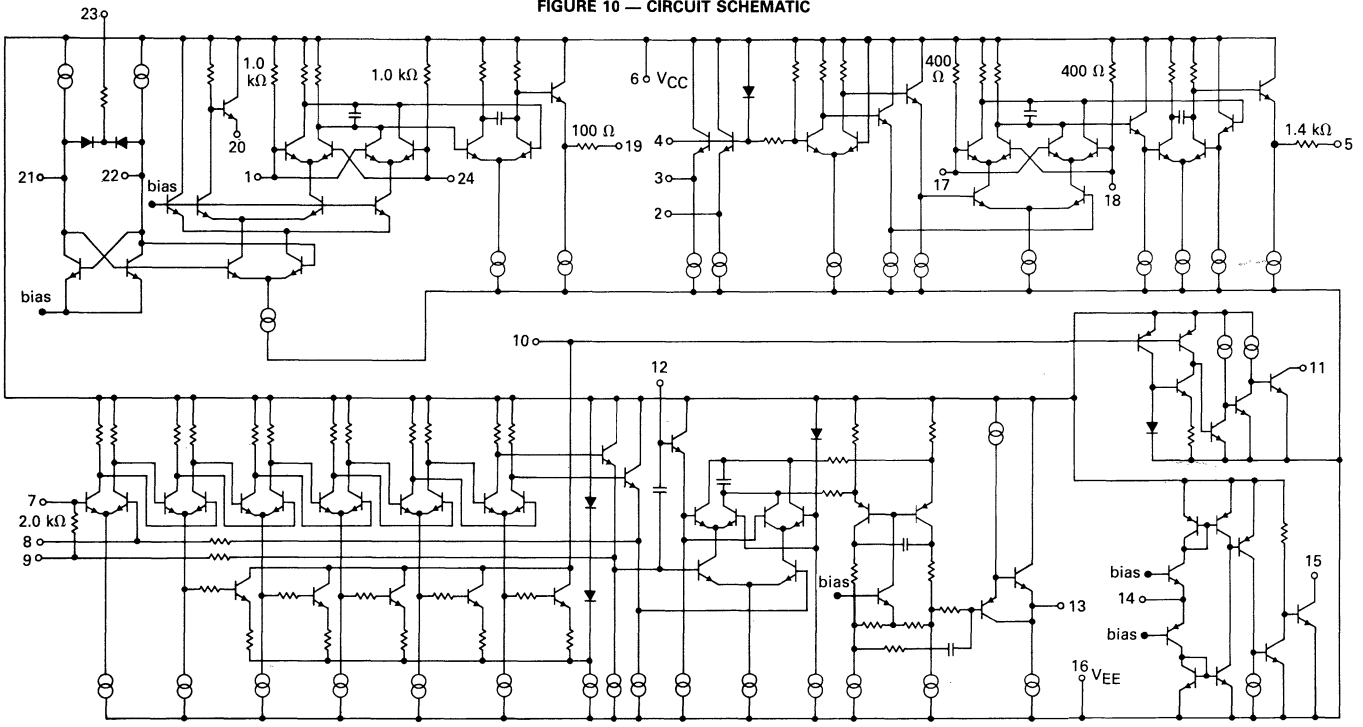 FIGURE 10 — CIRCUIT SCHEMATIC
23
1.0
kΩ
1.0 kΩ
6
VCC
400
Ω
400 Ω
20
100 Ω
19
4
1.4 kΩ
5
21
22
bias
1
24
3
17
18
2
bias
10
12
11
7
2.0 kΩ
8
9
bias
13
bias
14
bias
15
16
VEE